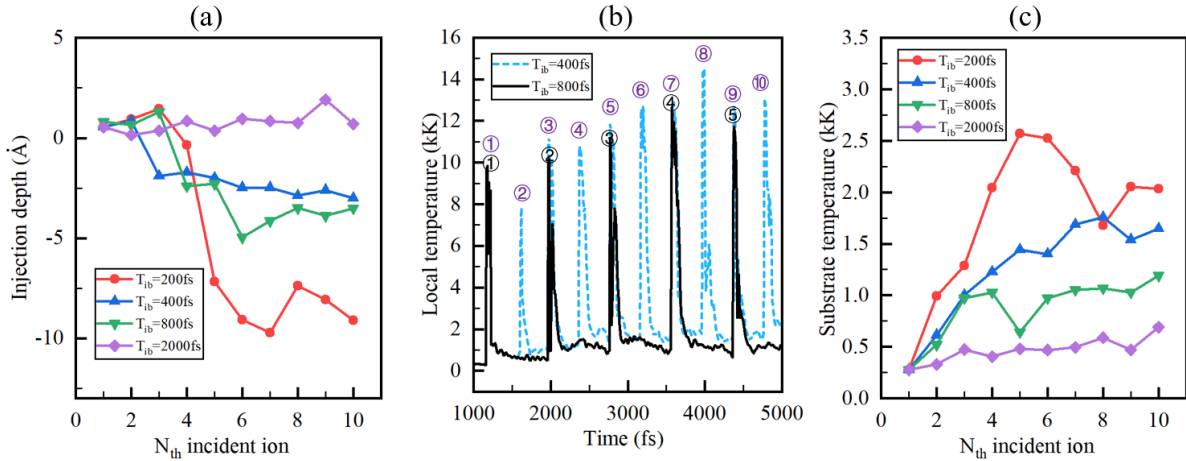 (a)
Injection depth (Å)
5
0
-5
-10
T_ib=200fs
T_ib=400fs
T_ib=800fs
T_ib=2000fs
0 2 4 6 8 10
N_th incident ion
(b)
Local temperature (kK)
16
14
12
10
8
6
4
2
0
T_ib=400fs
T_ib=800fs
① ② ③ ④ ⑤ ⑥ ⑦ ⑧ ⑨ ⑩
① ② ③ ④ ⑤
1000 2000 3000 4000 5000
Time (fs)
(c)
Substrate temperature (kK)
3.5
3.0
2.5
2.0
1.5
1.0
0.5
0.0
T_ib=200fs
T_ib=400fs
T_ib=800fs
T_ib=2000fs
0 2 4 6 8 10
N_th incident ion